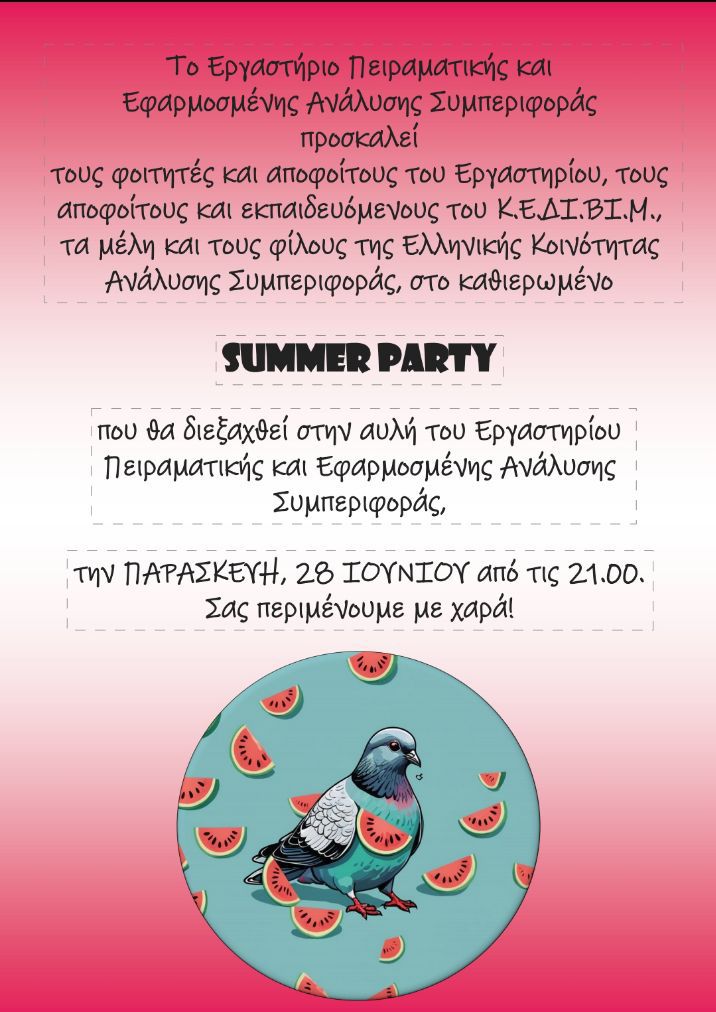 Το Εργαστήριο Πειραματικής και
Εφαρμοσμένης Ανάλυσης Συμπεριφοράς
προσκαλεί
τους φοιτητές και αποφοίτους του Εργαστηρίου, τους
αποφοίτους και εκπαιδευόμενους του Κ.Ε.ΔΙ.ΒΙ.Μ.,
τα μέλη και τους φίλους της Ελληνικής Κοινότητας
Ανάλυσης Συμπεριφοράς, στο καθιερωμένο
SUMMER PARTY
που θα διεξαχθεί στην αυλή του Εργαστηρίου
Πειραματικής και Εφαρμοσμένης Ανάλυσης
Συμπεριφοράς,
την ΠΑΡΑΣΚΕΥΗ, 28 ΙΟΥΝΙΟΥ από τις 21.00.
Σας περιμένουμε με χαρά!